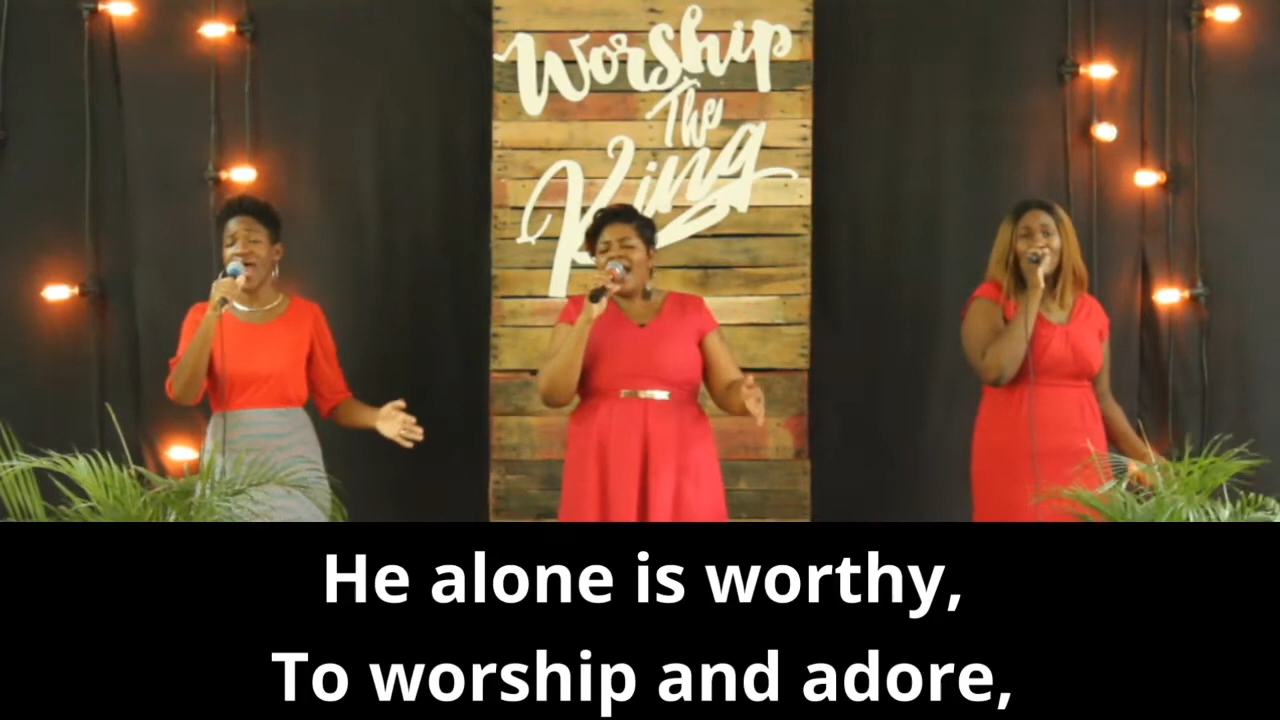 Worship
The
King
He alone is worthy,
To worship and adore,